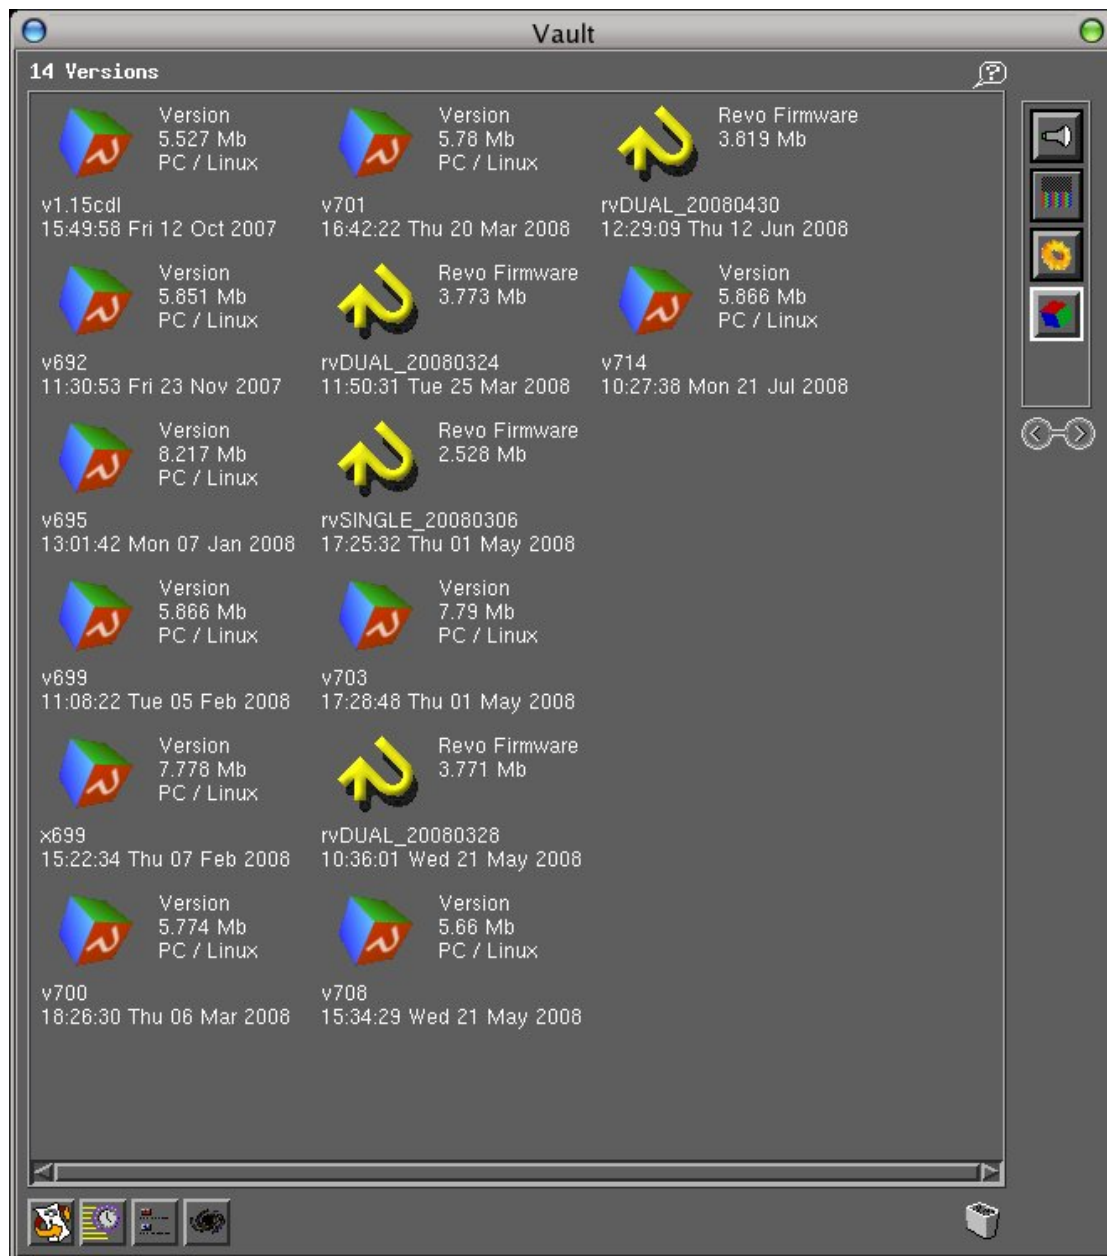 Vault
14 Versions
Version
5.527 Mb
PC / Linux
v1.15cdl
15:49:58 Fri 12 Oct 2007
Version
5.851 Mb
PC / Linux
v692
11:30:53 Fri 23 Nov 2007
Version
8.217 Mb
PC / Linux
v695
13:01:42 Mon 07 Jan 2008
Version
5.866 Mb
PC / Linux
v699
11:08:22 Tue 05 Feb 2008
Version
7.778 Mb
PC / Linux
x699
15:22:34 Thu 07 Feb 2008
Version
5.774 Mb
PC / Linux
v700
18:26:30 Thu 06 Mar 2008
Version
5.78 Mb
PC / Linux
v701
16:42:22 Thu 20 Mar 2008
Revo Firmware
3.773 Mb
rvDUAL_20080324
11:50:31 Tue 25 Mar 2008
Revo Firmware
2.528 Mb
rvSINGLE_20080306
17:25:32 Thu 01 May 2008
Version
7.79 Mb
PC / Linux
v703
17:28:48 Thu 01 May 2008
Revo Firmware
3.771 Mb
rvDUAL_20080328
10:36:01 Wed 21 May 2008
Version
5.66 Mb
PC / Linux
v708
15:34:29 Wed 21 May 2008
Revo Firmware
3.819 Mb
rvDUAL_20080430
12:29:09 Thu 12 Jun 2008
Version
5.866 Mb
PC / Linux
v714
10:27:38 Mon 21 Jul 2008